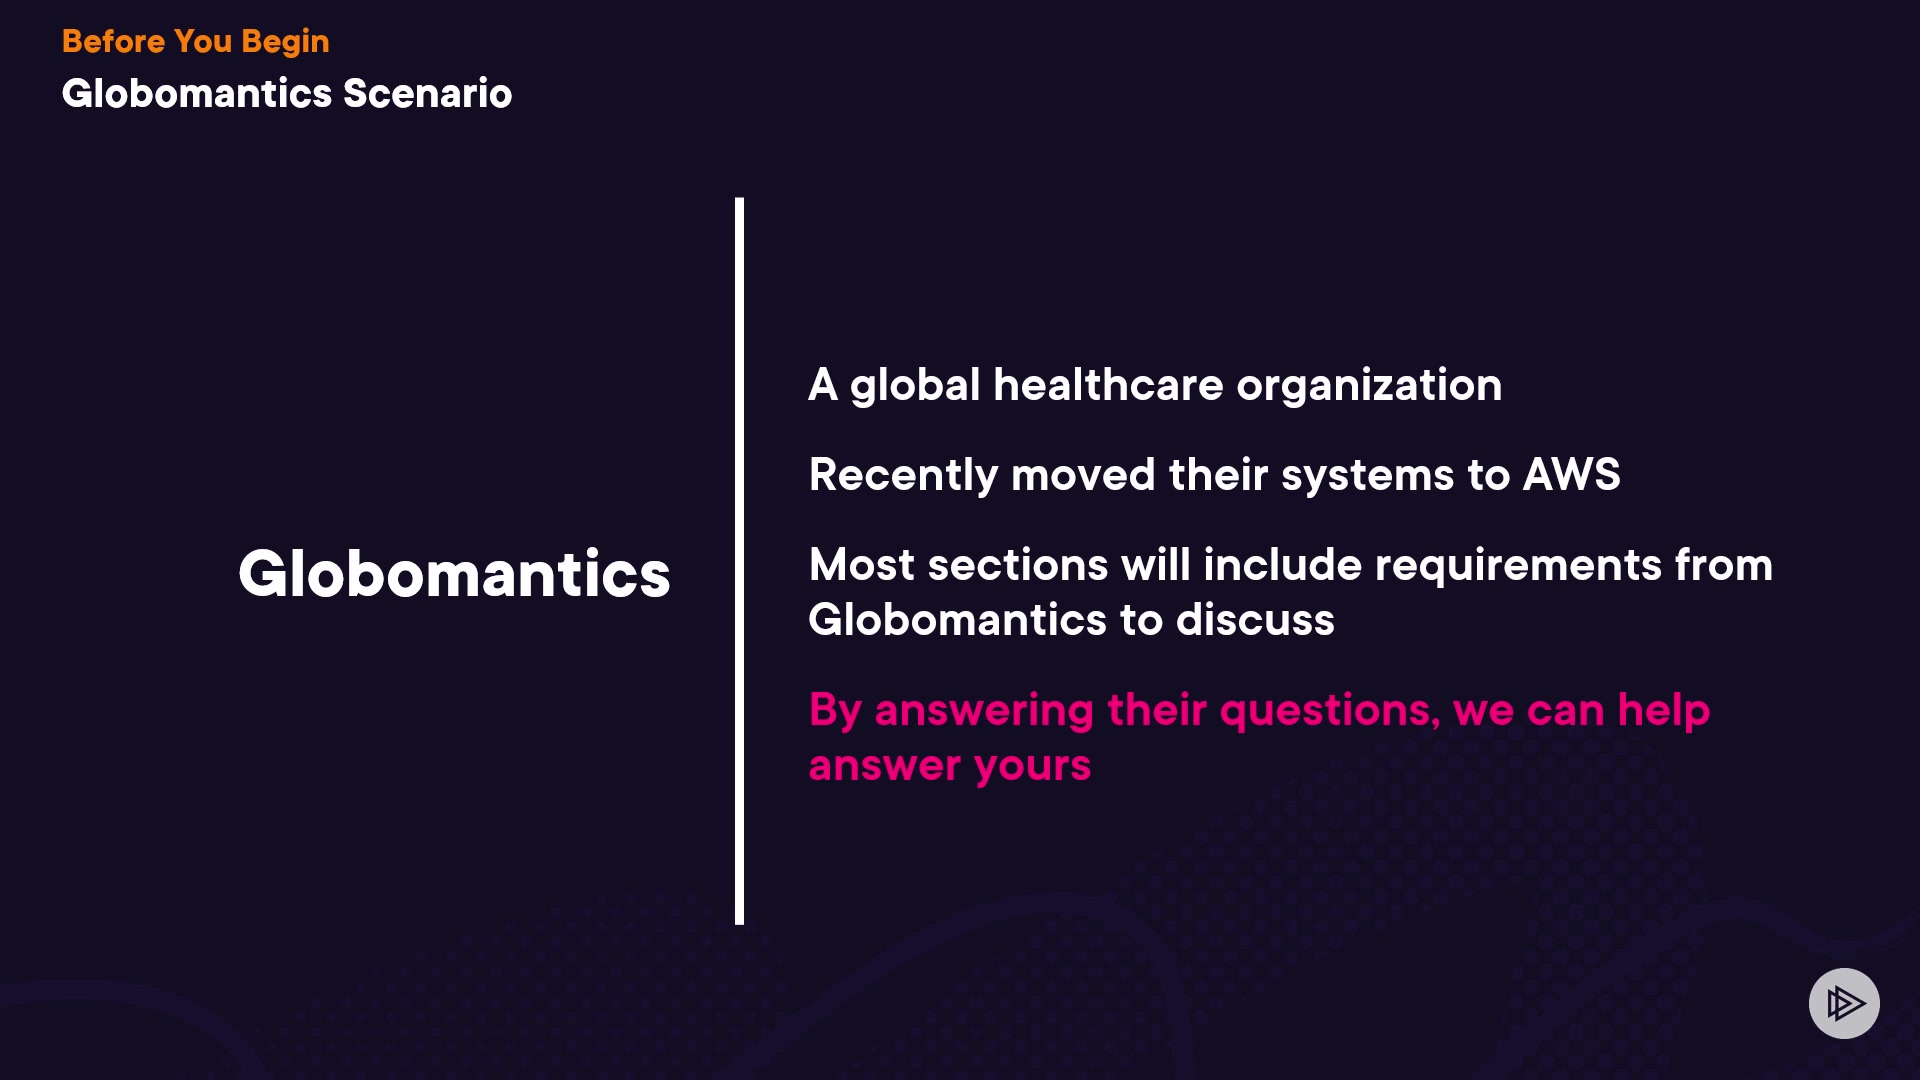 Before You Begin
Globomantics Scenario
Globomantics
A global healthcare organization
Recently moved their systems to AWS
Most sections will include requirements from
Globomantics to discuss
By answering their questions, we can help
answer yours